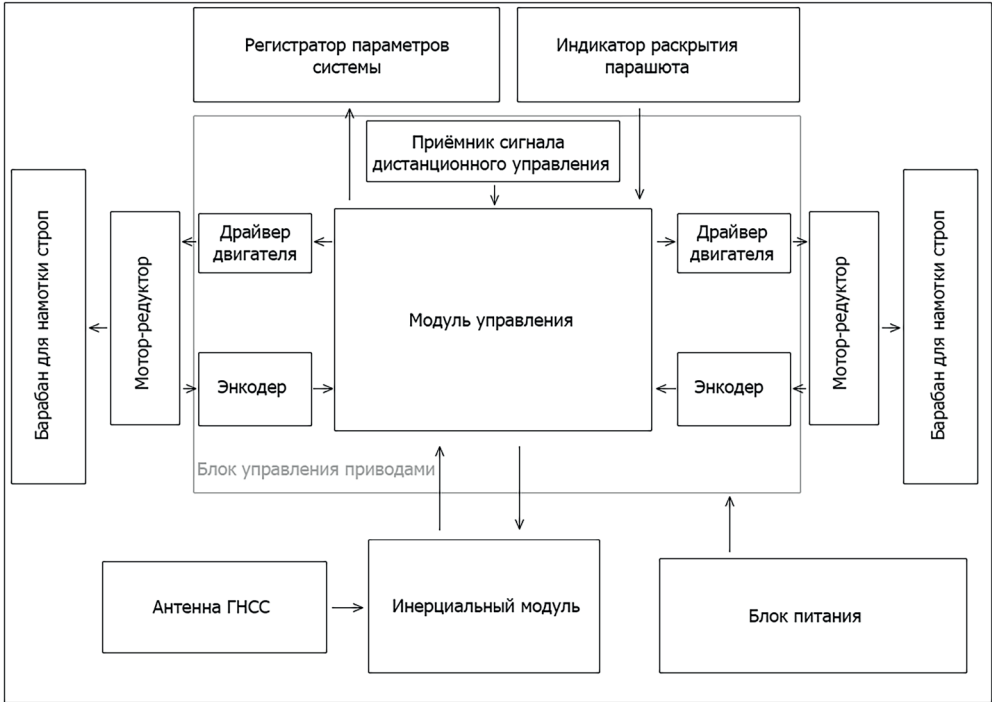 Регистратор параметров
системы
Индикатор раскрытия
парашюта
Приёмник сигнала
дистанционного управления
Барабан для намотки строп
Мотор-редуктор
Драйвер
двигателя
Модуль управления
Драйвер
двигателя
Мотор-редуктор
Барабан для намотки строп
Энкодер
Энкодер
Блок управления приводами
Антенна ГНСС
Инерциальный модуль
Блок питания